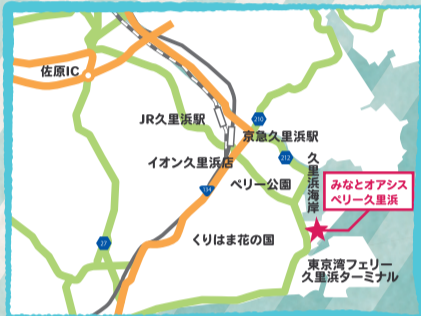 佐原IC
JR久里浜駅
210
京急久里浜駅
212
イオン久里浜店
久里浜海岸
134
ペリー公園
みなとオアシス
ペリー久里浜
27
くりはま花の国
東京湾フェリー
久里浜ターミナル